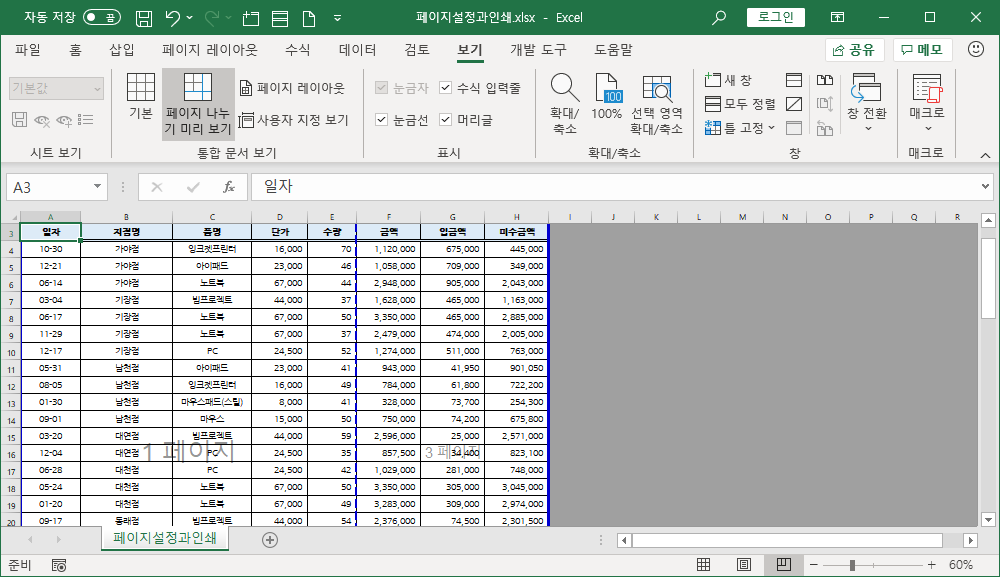 자동 저장 끔 페이지설정과인쇄.xlsx - Excel 로그인
파일 홈 삽입 페이지 레이아웃 수식 데이터 검토 보기 개발 도구 도움말 공유 메모
기본값
기본
페이지 나누기 미리 보기
페이지 레이아웃
사용자 지정 보기
눈금자 수식 입력줄
눈금선 머리글
확대/축소
100
100%
선택 영역 확대/축소
새 창
모두 정렬
틀 고정
창 전환
매크로
시트 보기 통합 문서 보기 표시 확대/축소 창 매크로
A3 fx 일자
A B C D E F G H I J K L M N O P Q R
3 일자 지점명 품명 단가 수량 금액 입금액 미수금액
4 10-30 가야점 잉크젯프린터 16,000 70 1,120,000 675,000 445,000
5 12-21 가야점 아이패드 23,000 46 1,058,000 709,000 349,000
6 06-14 가야점 노트북 67,000 44 2,948,000 905,000 2,043,000
7 03-04 기장점 빔프로젝트 44,000 37 1,628,000 465,000 1,163,000
8 06-17 기장점 노트북 67,000 50 3,350,000 465,000 2,885,000
9 11-29 기장점 노트북 67,000 37 2,479,000 474,000 2,005,000
10 12-17 기장점 PC 24,500 52 1,274,000 511,000 763,000
11 05-31 남천점 아이패드 23,000 41 943,000 41,950 901,050
12 08-05 남천점 잉크젯프린터 16,000 49 784,000 61,800 722,200
13 01-30 남천점 마우스패드(스틸) 8,000 41 328,000 73,700 254,300
14 09-01 남천점 마우스 15,000 50 750,000 74,200 675,800
15 03-20 대연점 빔프로젝트 44,000 59 2,596,000 25,000 2,571,000
16 12-04 대연점 PC 24,500 35 857,500 34,400 823,100
1 페이지 3 페이지
17 06-28 대천점 PC 24,500 42 1,029,000 281,000 748,000
18 05-24 대천점 노트북 67,000 50 3,350,000 305,000 3,045,000
19 01-20 대천점 노트북 67,000 49 3,283,000 309,000 2,974,000
20 09-17 동래점 빔프로젝트 44,000 54 2,376,000 74,500 2,301,500
페이지설정과인쇄
준비 60%